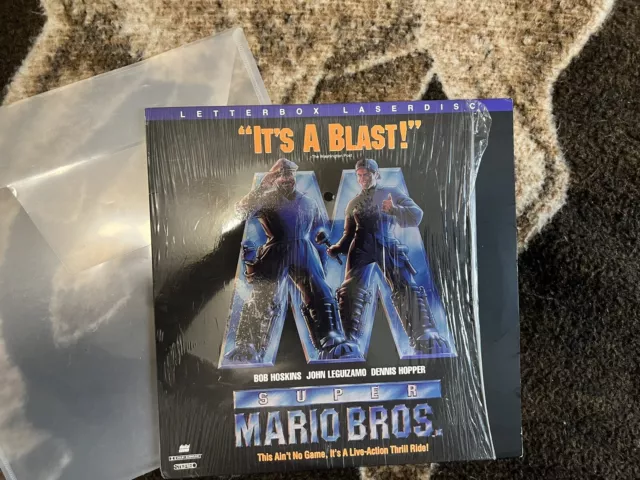 LETTERBOX LASERDISC
"IT'S A BLAST!"
BOB HOSKINS JOHN LEGUIZAMO DENNIS HOPPER
SUPER
MARIO BROS.
This Ain't No Game, It's A Live-Action Thrill Ride!
STEREO